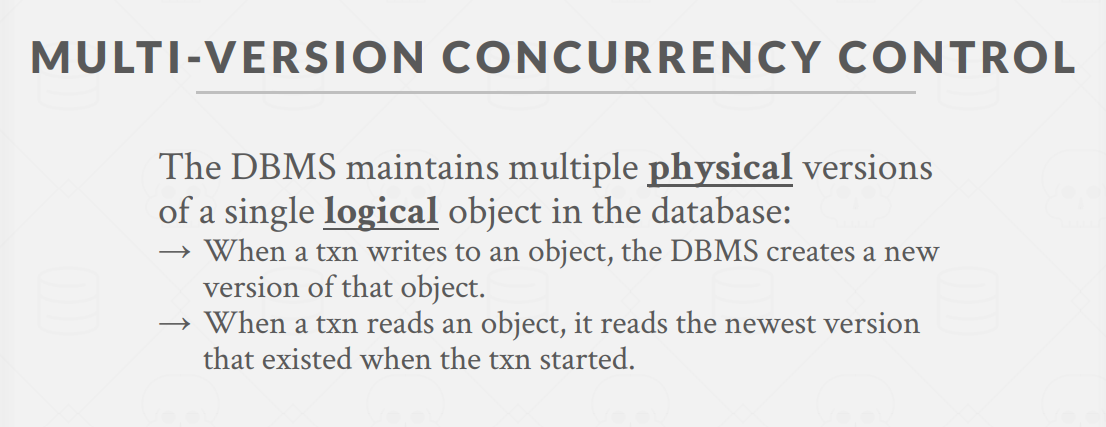 MULTI-VERSION CONCURRENCY CONTROL
The DBMS maintains multiple physical versions
of a single logical object in the database:
→ When a txn writes to an object, the DBMS creates a new
version of that object.
→ When a txn reads an object, it reads the newest version
that existed when the txn started.